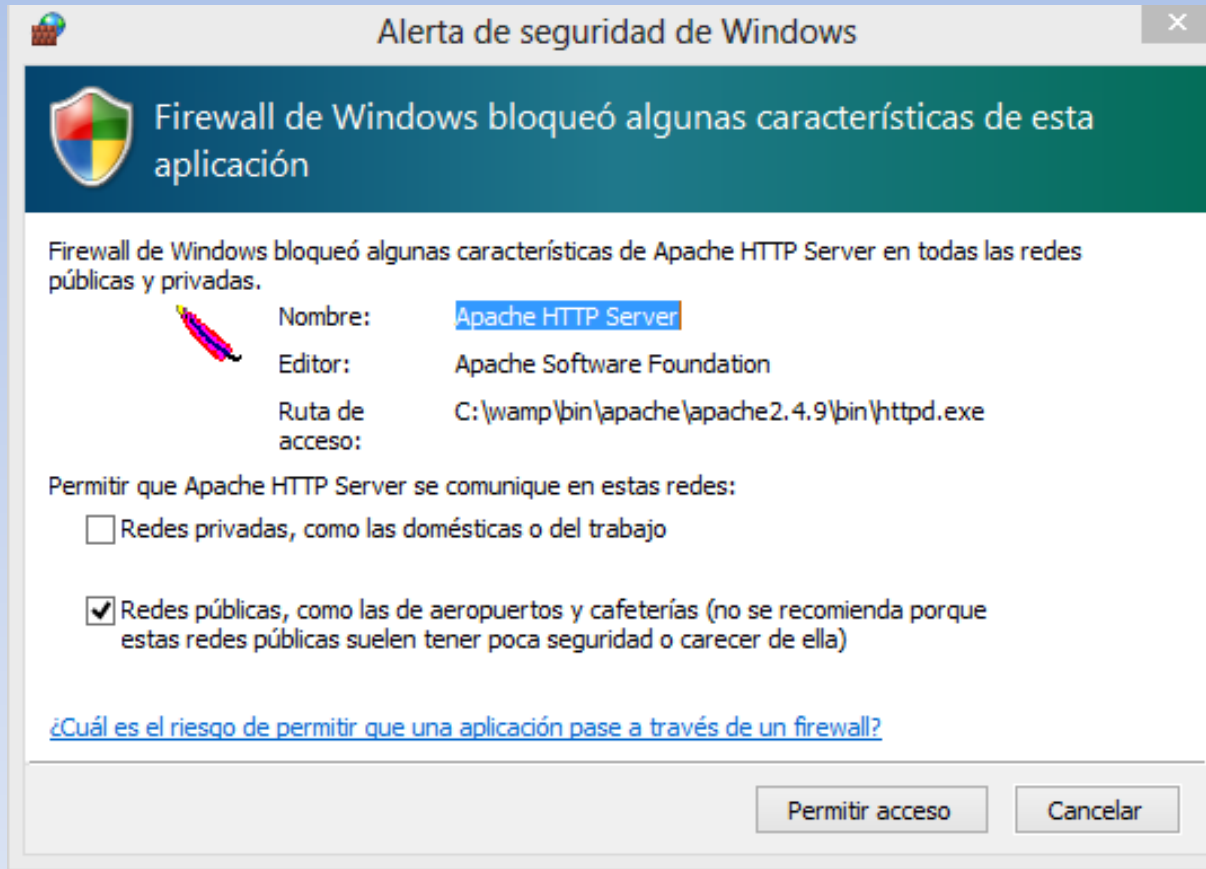 Alerta de seguridad de Windows
Firewall de Windows bloqueó algunas características de esta
aplicación
Firewall de Windows bloqueó algunas características de Apache HTTP Server en todas las redes
públicas y privadas.
Nombre: Apache HTTP Server
Editor: Apache Software Foundation
Ruta de acceso: C:\wamp\bin\apache\apache2.4.9\bin\httpd.exe
Permitir que Apache HTTP Server se comunique en estas redes:
Redes privadas, como las domésticas o del trabajo
Redes públicas, como las de aeropuertos y cafeterías (no se recomienda porque
estas redes públicas suelen tener poca seguridad o carecer de ella)
¿Cuál es el riesgo de permitir que una aplicación pase a través de un firewall?
Permitir acceso Cancelar